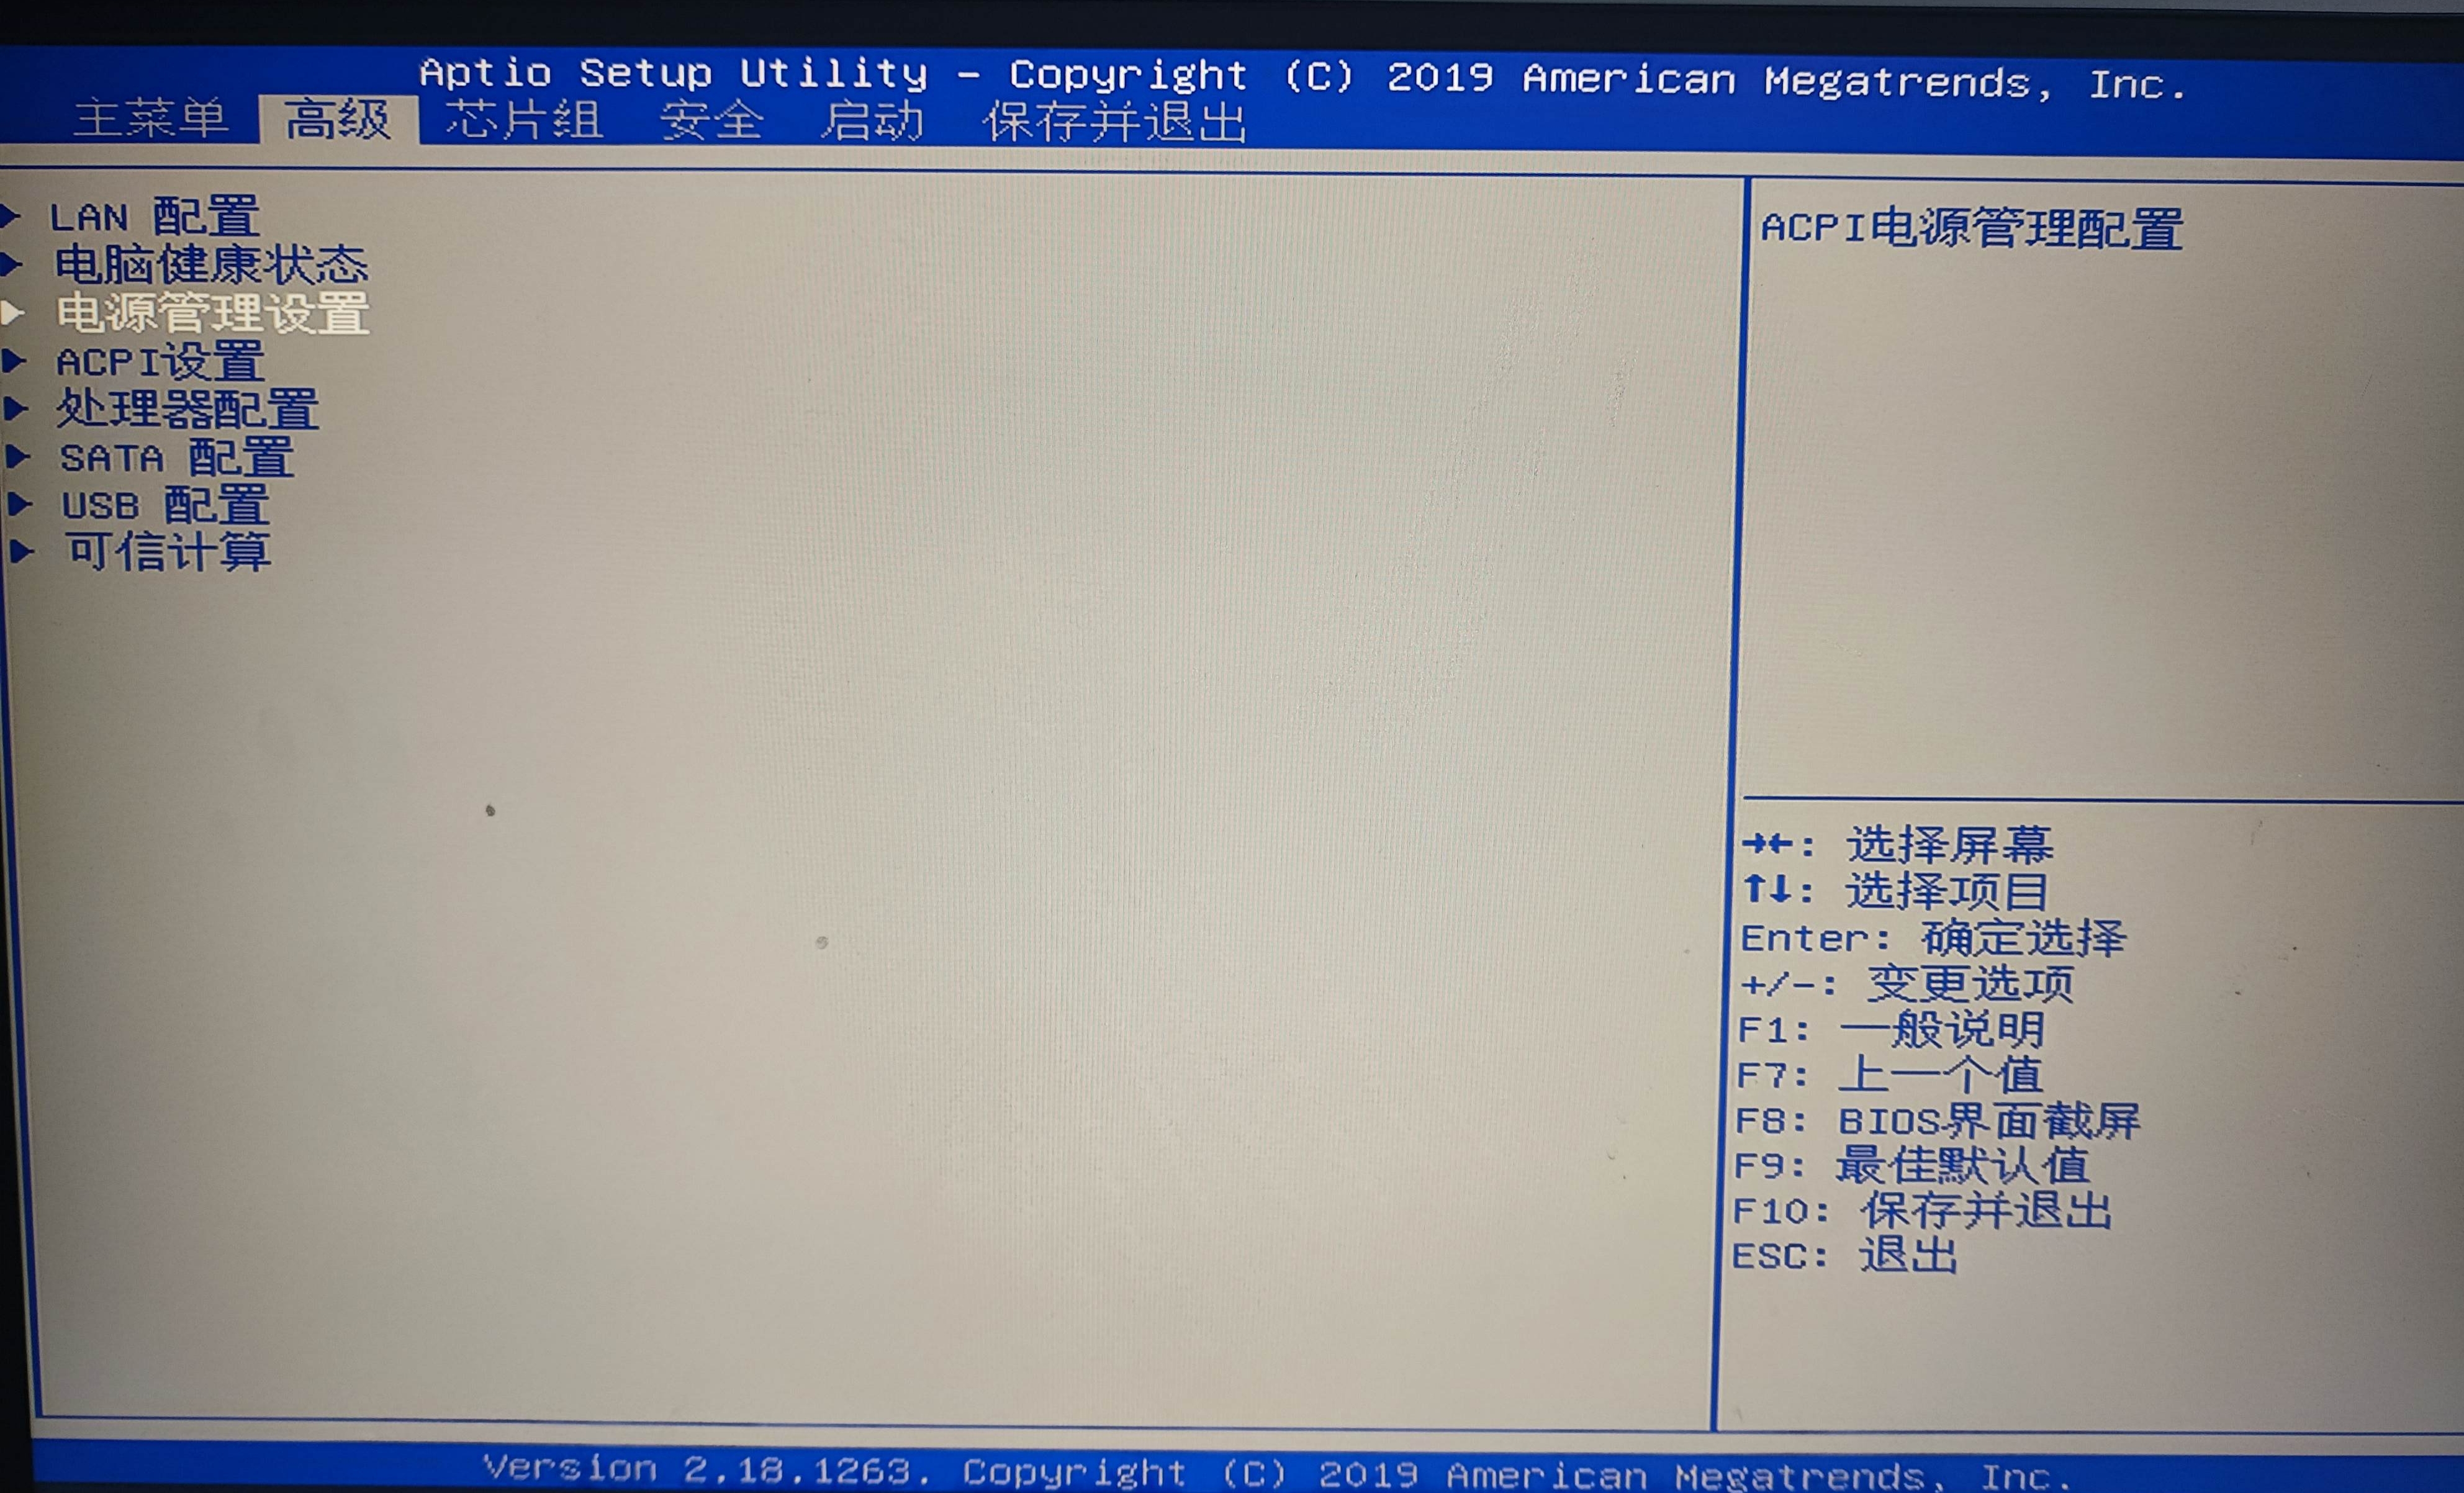 Aptio Setup Utility - Copyright (C) 2019 American Megatrends, Inc.
主菜单 高级 芯片组 安全 启动 保存并退出
LAN 配置
电脑健康状态
电源管理设置
ACPI设置
处理器配置
SATA 配置
USB 配置
可信计算
ACPI电源管理配置
→←: 选择屏幕
↑↓: 选择项目
Enter: 确定选择
+/-: 变更选项
F1: 一般说明
F7: 上一个值
F8: BIOS界面截屏
F9: 最佳默认值
F10: 保存并退出
ESC: 退出
Version 2.18.1263. Copyright (C) 2019 American Megatrends, Inc.